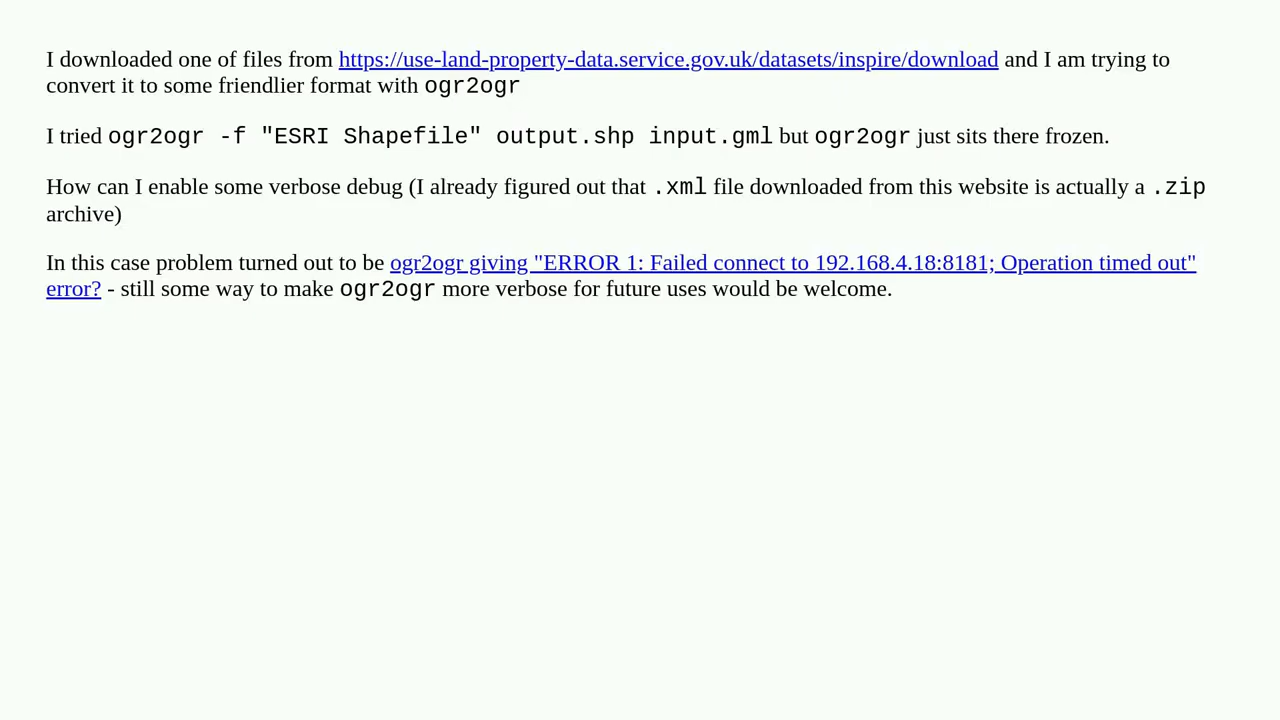 I downloaded one of files from https://use-land-property-data.service.gov.uk/datasets/inspire/download and I am trying to
convert it to some friendlier format with ogr2ogr
I tried ogr2ogr -f "ESRI Shapefile" output.shp input.gml but ogr2ogr just sits there frozen.
How can I enable some verbose debug (I already figured out that .xml file downloaded from this website is actually a .zip
archive)
In this case problem turned out to be ogr2ogr giving "ERROR 1: Failed connect to 192.168.4.18:8181; Operation timed out"
error? - still some way to make ogr2ogr more verbose for future uses would be welcome.